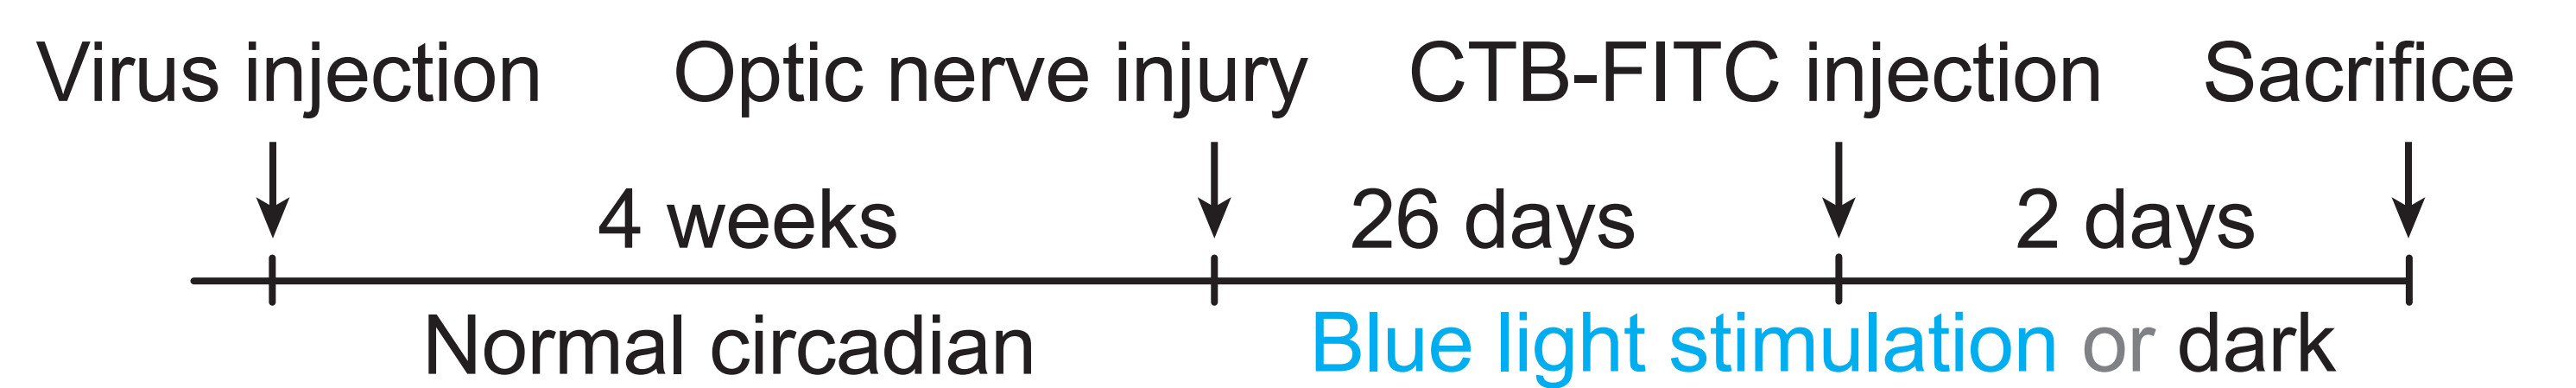 Virus injection Optic nerve injury CTB-FITC injection Sacrifice
4 weeks 26 days 2 days
Normal circadian Blue light stimulation or dark